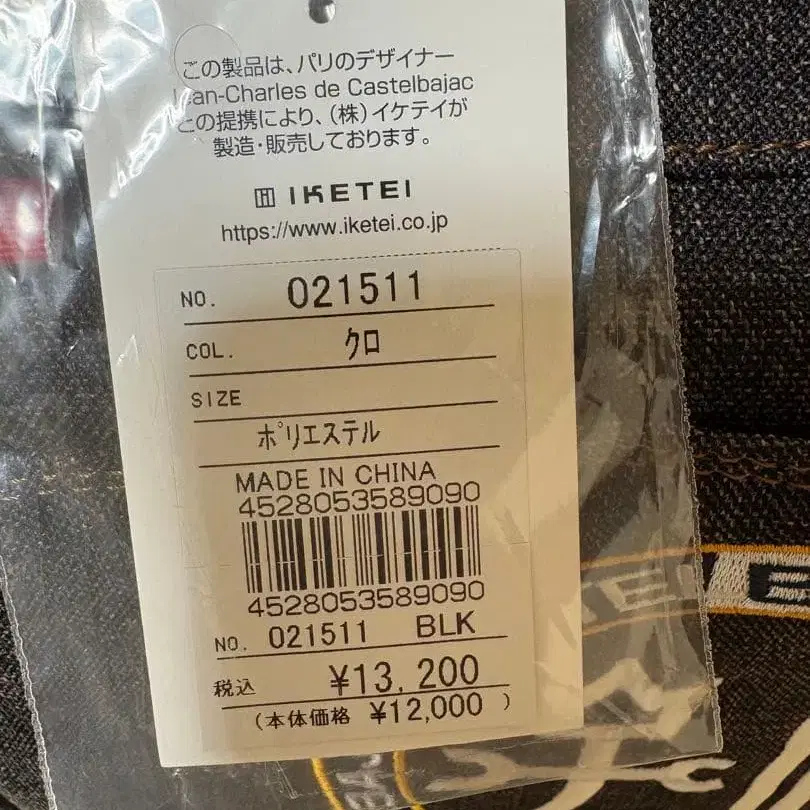 この製品は、パリのデザイナー
Jean-Charles de Castelbajac
との提携により、(株)イケテイが
製造・販売しております。
IKETEI
https://www.iketei.co.jp
NO. 021511
COL. クロ
SIZE
ポリエステル
MADE IN CHINA
4528053589090
4528053589090
NO. 021511 BLK
税込 ¥13,200
(本体価格 ¥12,000 )